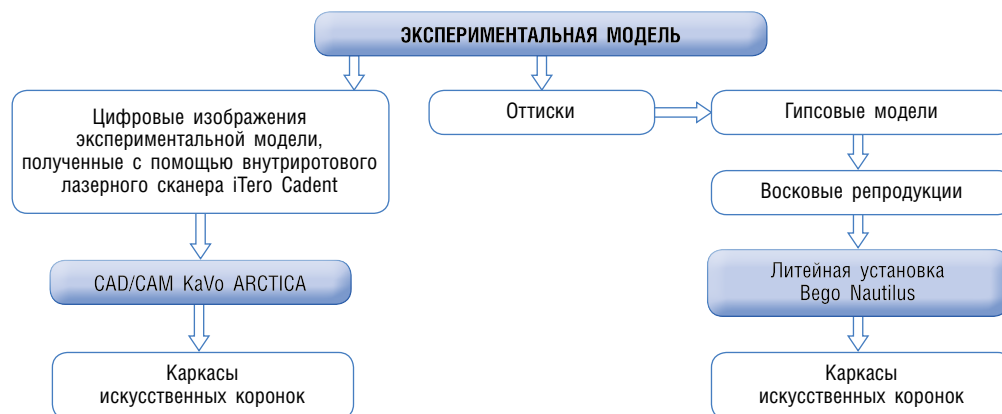 ЭКСПЕРИМЕНТАЛЬНАЯ МОДЕЛЬ
Цифровые изображения
экспериментальной модели,
полученные с помощью внутриротового
лазерного сканера iTero Cadent
CAD/CAM KaVo ARCTICA
Каркасы
искусственных коронок
Оттиски
Гипсовые модели
Восковые репродукции
Литейная установка
Bego Nautilus
Каркасы
искусственных коронок